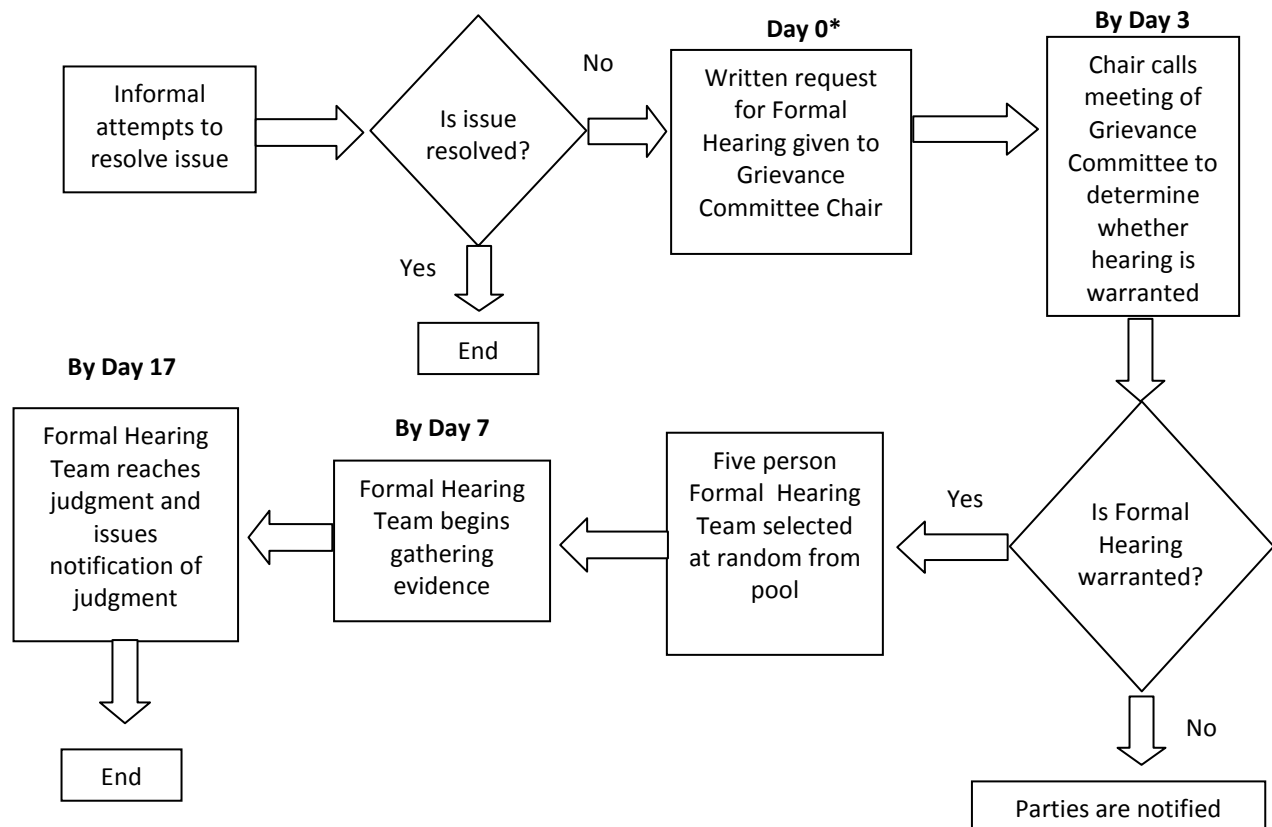 Informal
attempts to
resolve issue
Is issue
resolved?
No
Yes
End
Day 0*
Written request
for Formal
Hearing given to
Grievance
Committee Chair
By Day 3
Chair calls
meeting of
Grievance
Committee to
determine
whether
hearing is
warranted
Is Formal
Hearing
warranted?
No
Parties are notified
Yes
Five person
Formal Hearing
Team selected
at random from
pool
By Day 7
Formal Hearing
Team begins
gathering
evidence
By Day 17
Formal Hearing
Team reaches
judgment and
issues
notification of
judgment
End